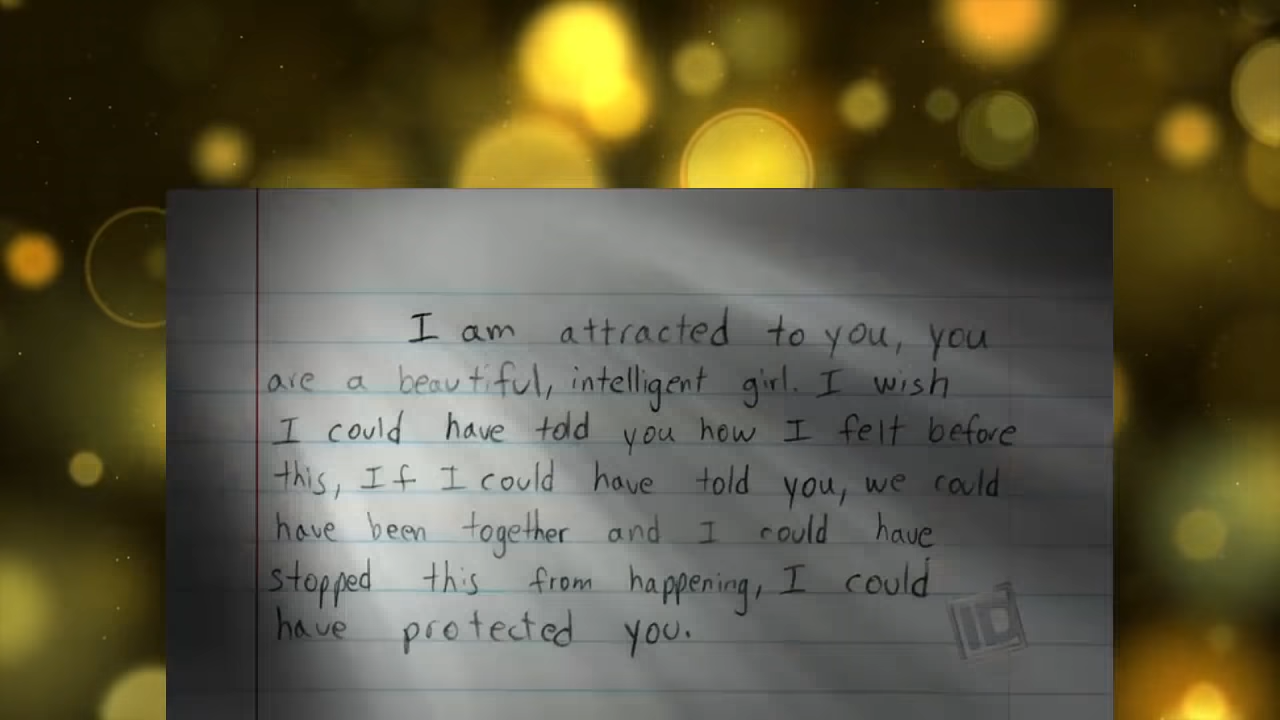 I am attracted to you, you
are a beautiful, intelligent girl. I wish
I could have told you how I felt before
this, If I could have told you, we could
have been together and I could have
stopped this from happening, I could
have protected you.
ID